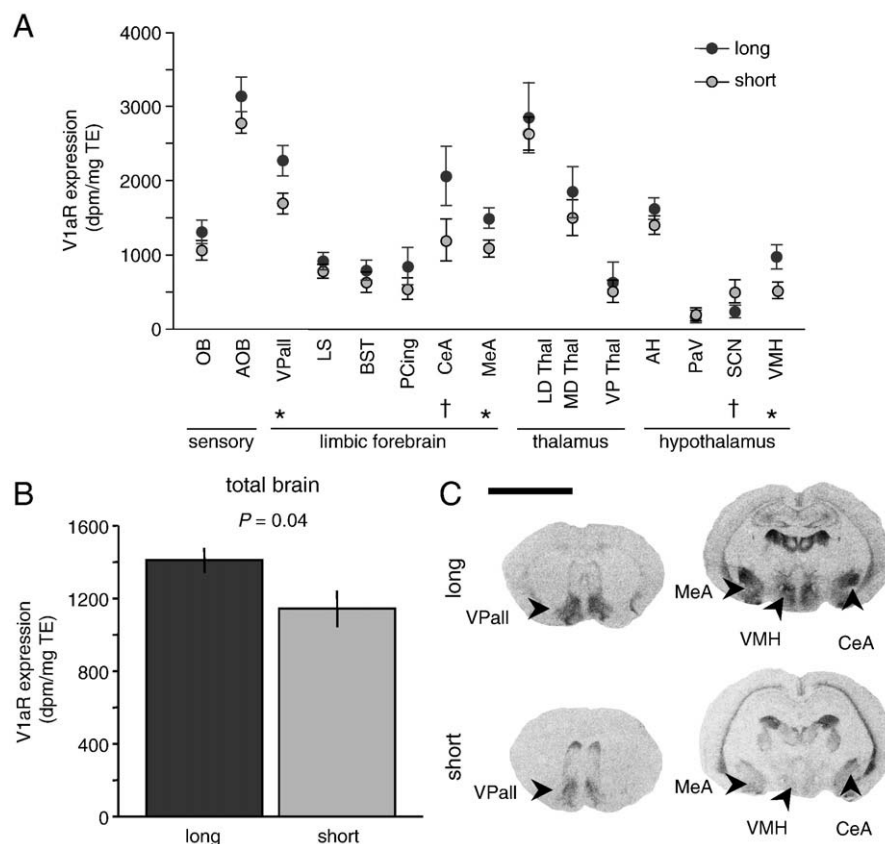 A
4000
3000
2000
1000
0
V1aR expression
(dpm/mg TE)
long
short
OB
AOB
VPall
LS
BST
PCing
CeA
MeA
LD Thal
MD Thal
VP Thal
AH
PaV
SCN
VMH
* † * † *
sensory limbic forebrain thalamus hypothalamus
B
total brain
P = 0.04
1600
1200
800
400
0
V1aR expression
(dpm/mg TE)
long short
C
long
VPall
MeA
VMH
CeA
short
VPall
MeA
VMH
CeA